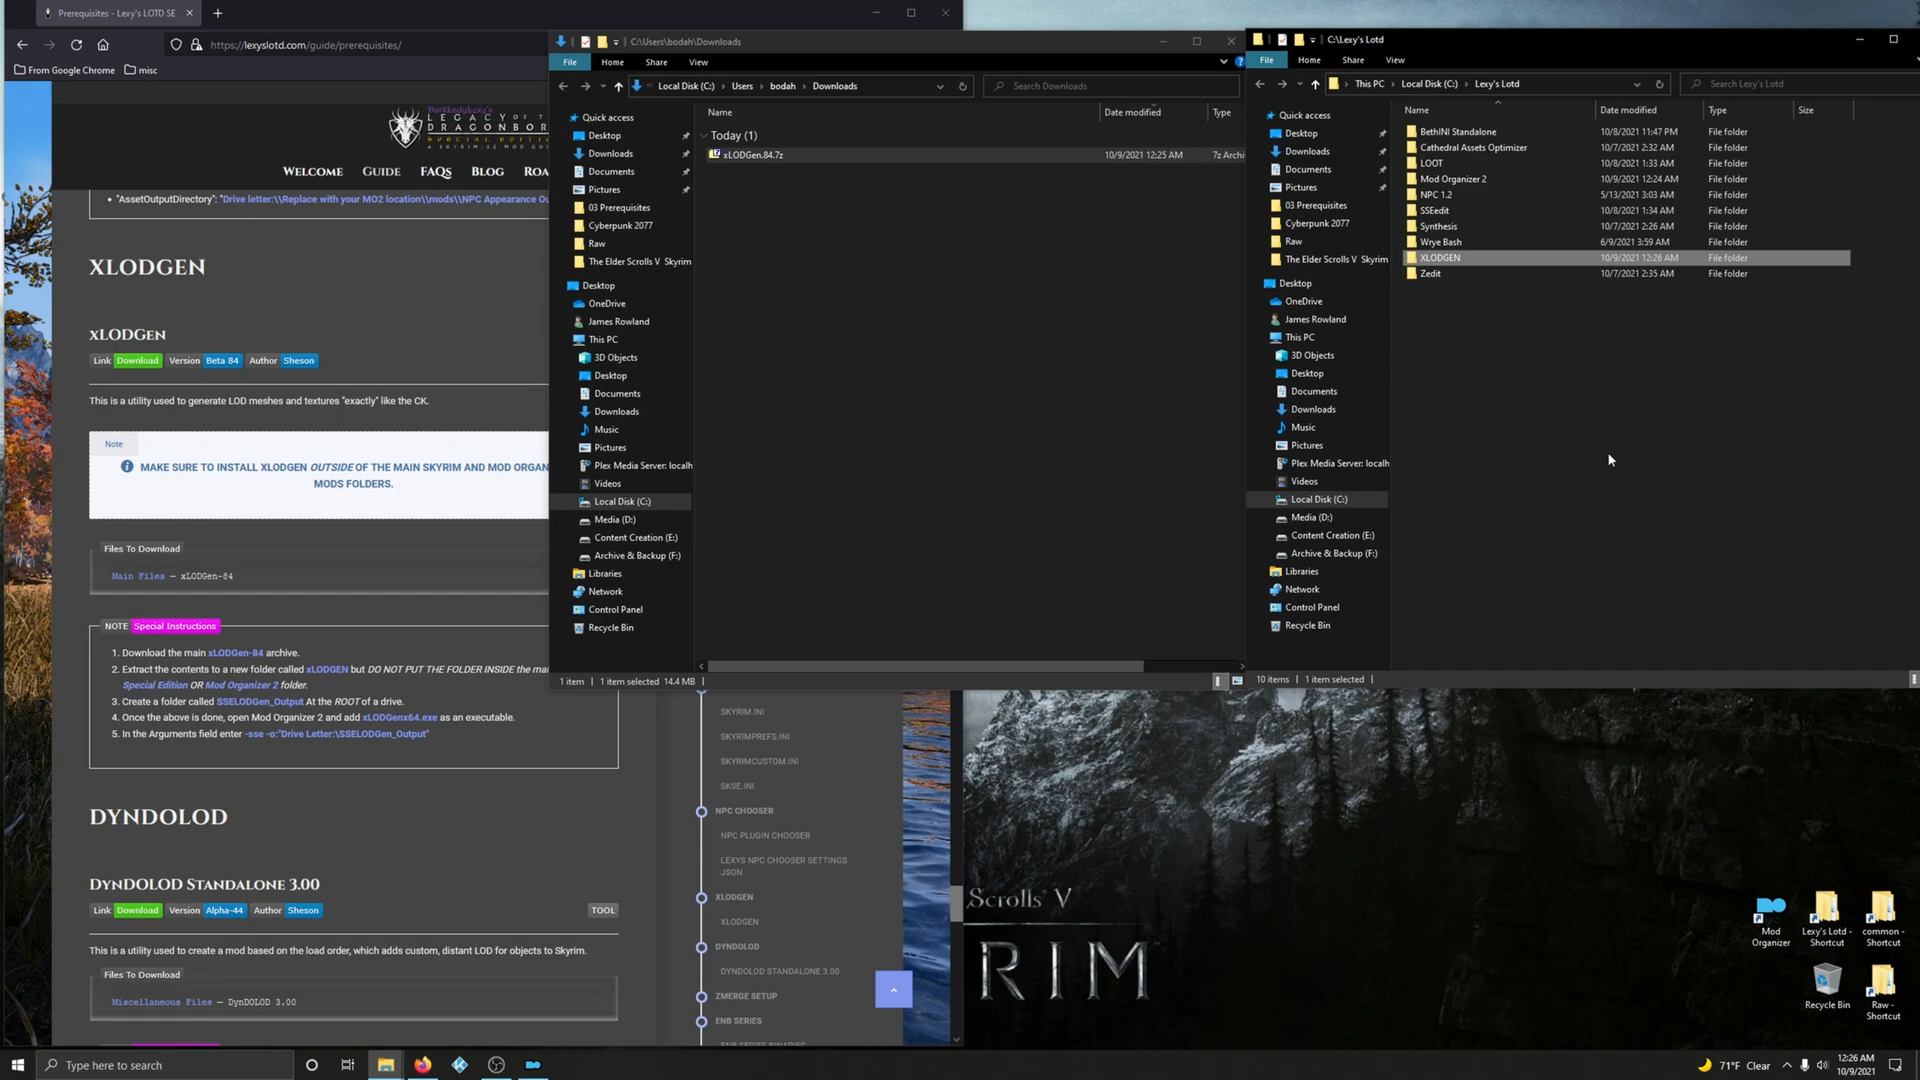 Prerequisites - Lexy's LOTD SE
https://lexyslotd.com/guide/prerequisites/
From Google Chrome
misc
LEGACY OF THE
DRAGONBOR
Welcome
Guide
FAQs
Blog
Roa
• "AssetOutputDirectory": "Drive letter:\\Replace with your MO2 location\\mods\\NPC Appearance Ou
xLODGen
xLODGen
Link Download Version Beta 84 Author Sheson
This is a utility used to generate LOD meshes and textures "exactly" like the CK.
Note
MAKE SURE TO INSTALL XLODGEN OUTSIDE OF THE MAIN SKYRIM AND MOD ORGAN
MODS FOLDERS.
Files To Download
Main Files — xLODGen-84
NOTE Special Instructions
1. Download the main xLODGen-84 archive.
2. Extract the contents to a new folder called xLODGEN but DO NOT PUT THE FOLDER INSIDE the ma
Special Edition OR Mod Organizer 2 folder.
3. Create a folder called SSELODGen_Output At the ROOT of a drive.
4. Once the above is done, open Mod Organizer 2 and add xLODGenx64.exe as an executable.
5. In the Arguments field enter -sse -o:"Drive Letter:\SSELODGen_Output"
DynDOLOD
DynDOLOD Standalone 3.00
Link Download Version Alpha-44 Author Sheson
TOOL
This is a utility used to create a mod based on the load order, which adds custom, distant LOD for objects to Skyrim.
Files To Download
Miscellaneous Files — DynDOLOD 3.00
SKYRIM.INI
SKYRIMPREFS.INI
SKYRIMCUSTOM.INI
SKSE.INI
NPC CHOOSER
NPC PLUGIN CHOOSER
LEXYS NPC CHOOSER SETTINGS
JSON
XLODGEN
XLODGEN
DYNDOLOD
DYNDOLOD STANDALONE 3.00
ZMERGE SETUP
ENB SERIES
ENB SERIES BINARIES
C:\Users\bodah\Downloads
File
Home
Share
View
Local Disk (C:) › Users › bodah › Downloads
Search Downloads
Name
Date modified
Type
Today (1)
xLODGen.84.7z
10/9/2021 12:25 AM
7z Archi
Quick access
Desktop
Downloads
Documents
Pictures
03 Prerequisites
Cyberpunk 2077
Raw
The Elder Scrolls V Skyrim
Desktop
OneDrive
James Rowland
This PC
3D Objects
Desktop
Documents
Downloads
Music
Pictures
Plex Media Server: localh
Videos
Local Disk (C:)
Media (D:)
Content Creation (E:)
Archive & Backup (F:)
Libraries
Network
Control Panel
Recycle Bin
1 item
1 item selected 14.4 MB
C:\Lexy's Lotd
File
Home
Share
View
This PC › Local Disk (C:) › Lexy's Lotd
Search Lexy's Lotd
Name
Date modified
Type
Size
BethINI Standalone 10/8/2021 11:47 PM File folder
Cathedral Assets Optimizer 10/7/2021 2:32 AM File folder
LOOT 10/8/2021 1:33 AM File folder
Mod Organizer 2 10/9/2021 12:24 AM File folder
NPC 1.2 5/13/2021 3:03 AM File folder
SSEedit 10/8/2021 1:34 AM File folder
Synthesis 10/7/2021 2:26 AM File folder
Wrye Bash 6/9/2021 3:59 AM File folder
XLODGEN 10/9/2021 12:26 AM File folder
Zedit 10/7/2021 2:35 AM File folder
Quick access
Desktop
Downloads
Documents
Pictures
03 Prerequisites
Cyberpunk 2077
Raw
The Elder Scrolls V Skyrim
Desktop
OneDrive
James Rowland
This PC
3D Objects
Desktop
Documents
Downloads
Music
Pictures
Plex Media Server: localh
Videos
Local Disk (C:)
Media (D:)
Content Creation (E:)
Archive & Backup (F:)
Libraries
Network
Control Panel
Recycle Bin
10 items
1 item selected
Scrolls V
RIM
Mod
Organizer
Lexy's Lotd -
Shortcut
common -
Shortcut
Recycle Bin
Raw -
Shortcut
Type here to search
71°F Clear
12:26 AM
10/9/2021